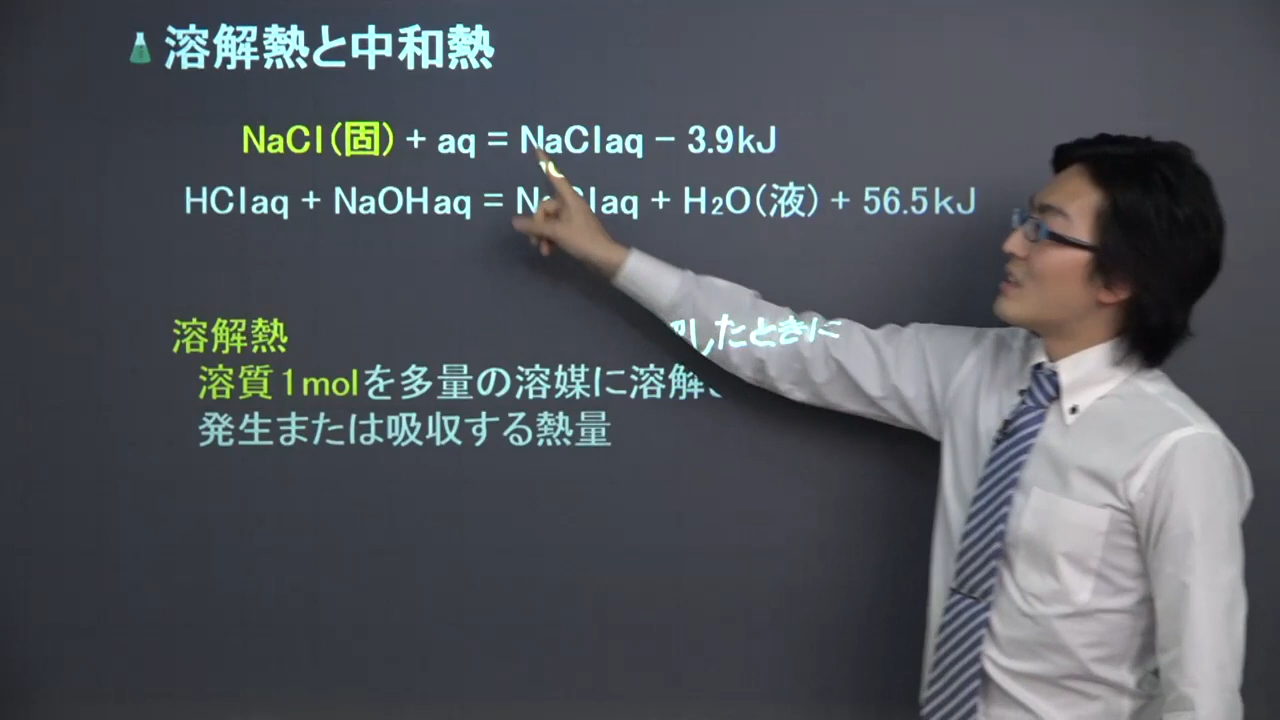 溶解熱と中和熱
NaCl(固) + aq = NaClaq − 3.9kJ
HClaq + NaOHaq = NaClaq + H₂O(液) + 56.5kJ
溶解熱
溶質1molを多量の溶媒に溶解したときに
発生または吸収する熱量